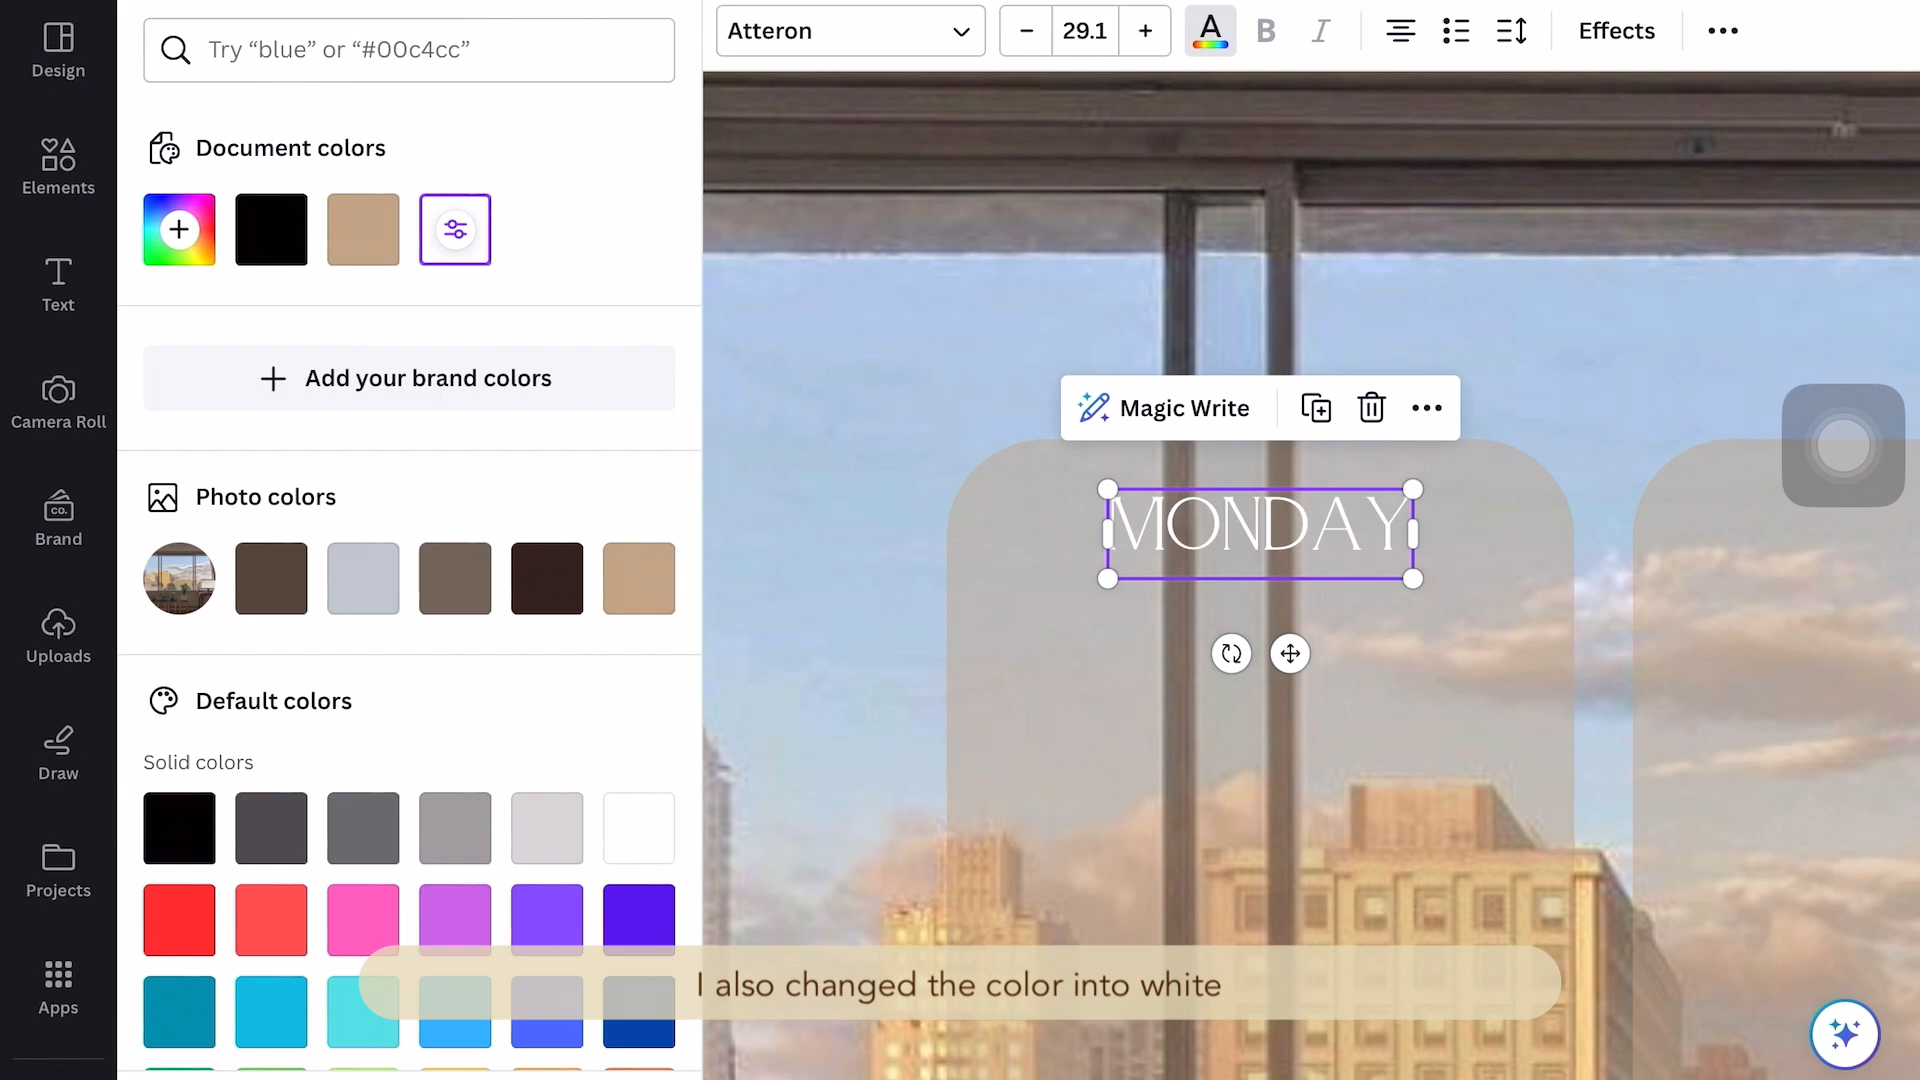 Design
Elements
Text
Camera Roll
CO.
Brand
Uploads
Draw
Projects
Apps
Try “blue” or “#00c4cc”
Document colors
Add your brand colors
Photo colors
Default colors
Solid colors
Atteron
29.1
A
B
I
Effects
Magic Write
MONDAY
I also changed the color into white